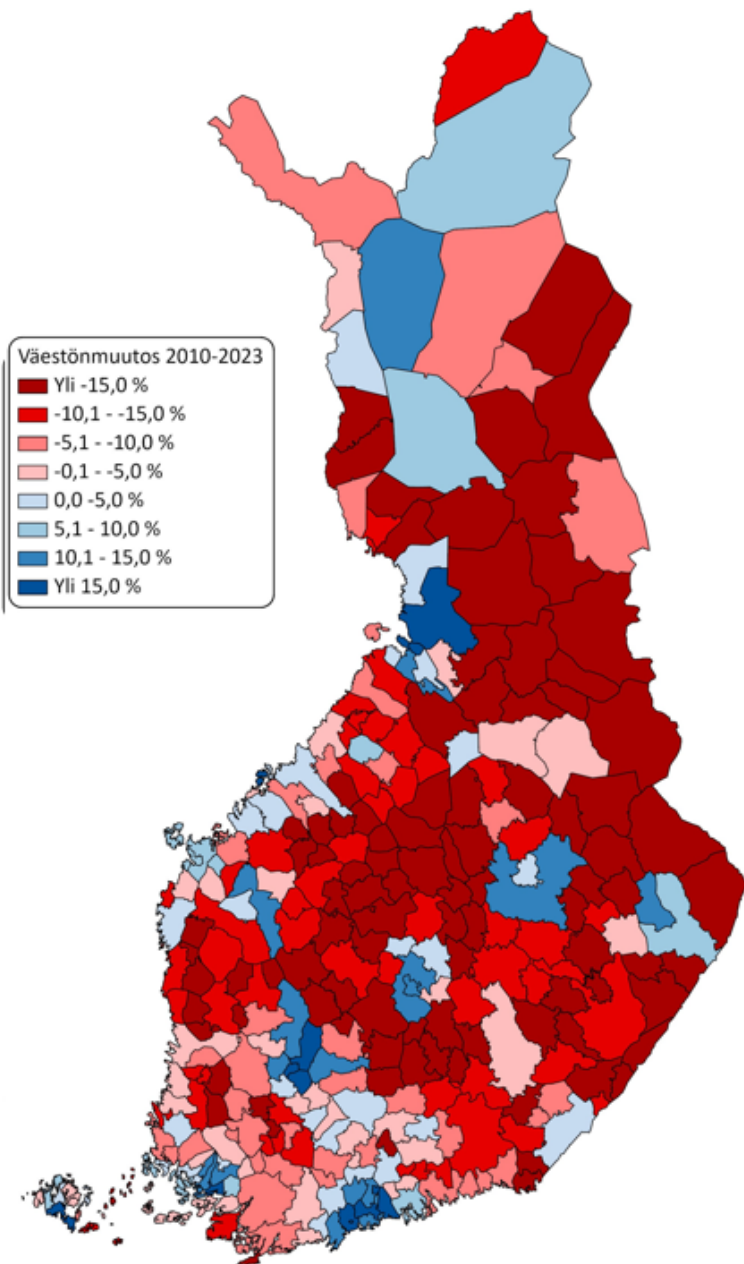 Väestönmuutos 2010-2023
Yli -15,0 %
-10,1 - -15,0 %
-5,1 - -10,0 %
-0,1 - -5,0 %
0,0 -5,0 %
5,1 - 10,0 %
10,1 - 15,0 %
Yli 15,0 %